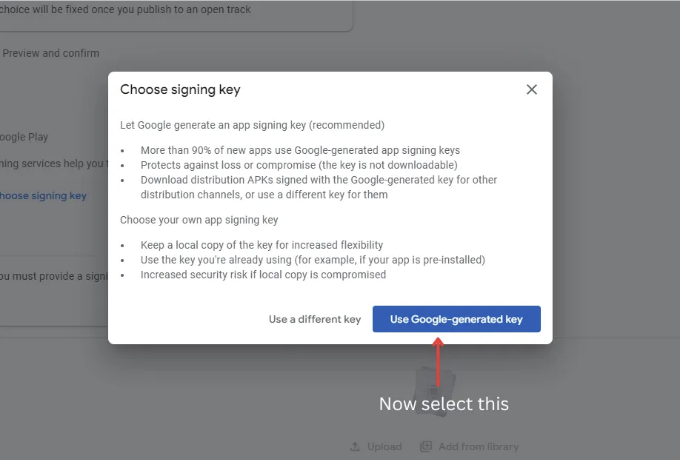 choice will be fixed once you publish to an open track
Preview and confirm
Choose signing key
Let Google generate an app signing key (recommended)
• More than 90% of new apps use Google-generated app signing keys
• Protects against loss or compromise (the key is not downloadable)
• Download distribution APKs signed with the Google-generated key for other
distribution channels, or use a different key for them
oogle Play
ning services help you
hoose signing key
Choose your own app signing key
• Keep a local copy of the key for increased flexibility
• Use the key you're already using (for example, if your app is pre-installed)
• Increased security risk if local copy is compromised
ou must provide a signi
Use a different key
Use Google-generated key
Now select this
Upload
Add from library